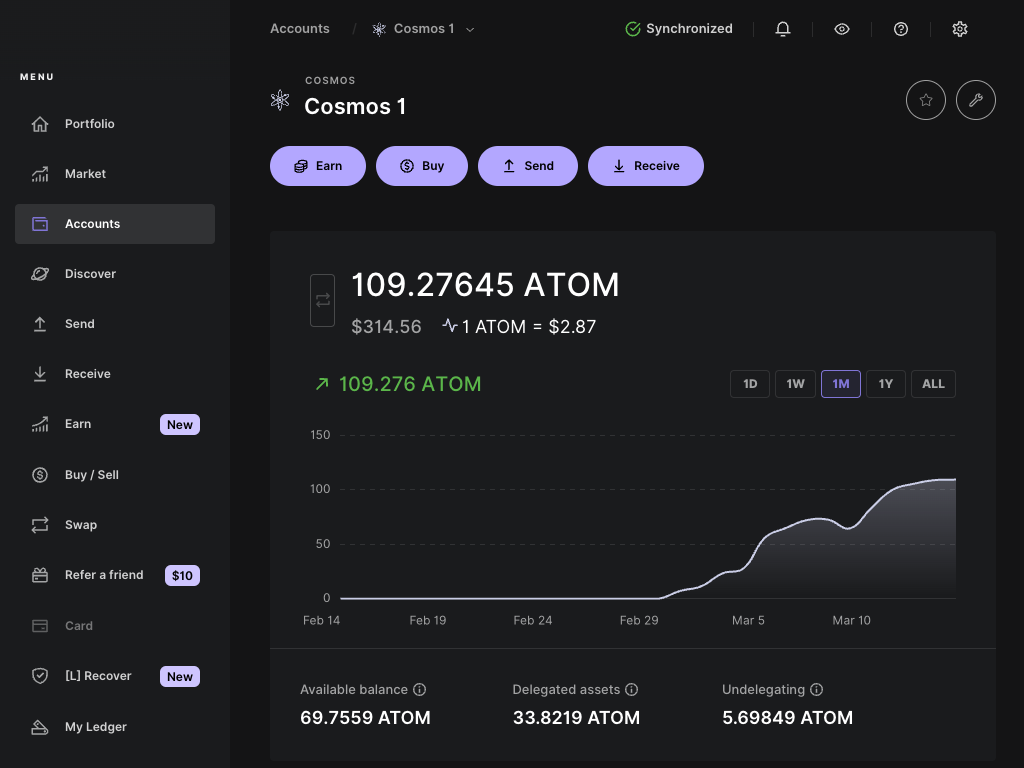 Accounts / Cosmos 1
Synchronized
MENU
Portfolio
Market
Accounts
Discover
Send
Receive
Earn New
Buy / Sell
Swap
Refer a friend $10
Card
[L] Recover New
My Ledger
COSMOS
Cosmos 1
Earn Buy Send Receive
109.27645 ATOM
$314.56 1 ATOM = $2.87
109.276 ATOM
1D 1W 1M 1Y ALL
150
100
50
0
Feb 14 Feb 19 Feb 24 Feb 29 Mar 5 Mar 10
Available balance Delegated assets Undelegating
69.7559 ATOM 33.8219 ATOM 5.69849 ATOM